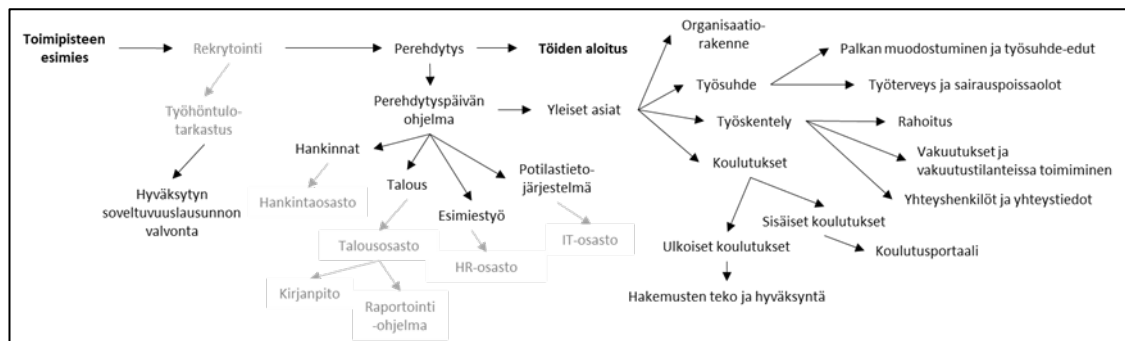 Toimipisteen
esimies
Rekrytointi
Perehdytys
Töiden aloitus
Työhöntulo-
tarkastus
Hyväksytyn
soveltuvuuslausunnon
valvonta
Perehdytyspäivän
ohjelma
Hankinnat
Hankintaosasto
Talous
Talousosasto
Kirjanpito
Raportointi
-ohjelma
Esimiestyö
HR-osasto
Potilastieto-
järjestelmä
IT-osasto
Yleiset asiat
Organisaatio-
rakenne
Työsuhde
Palkan muodostuminen ja työsuhde-edut
Työterveys ja sairauspoissaolot
Työskentely
Rahoitus
Vakuutukset ja
vakuutustilanteissa toimiminen
Yhteyshenkilöt ja yhteystiedot
Koulutukset
Sisäiset koulutukset
Koulutusportaali
Ulkoiset koulutukset
Hakemusten teko ja hyväksyntä